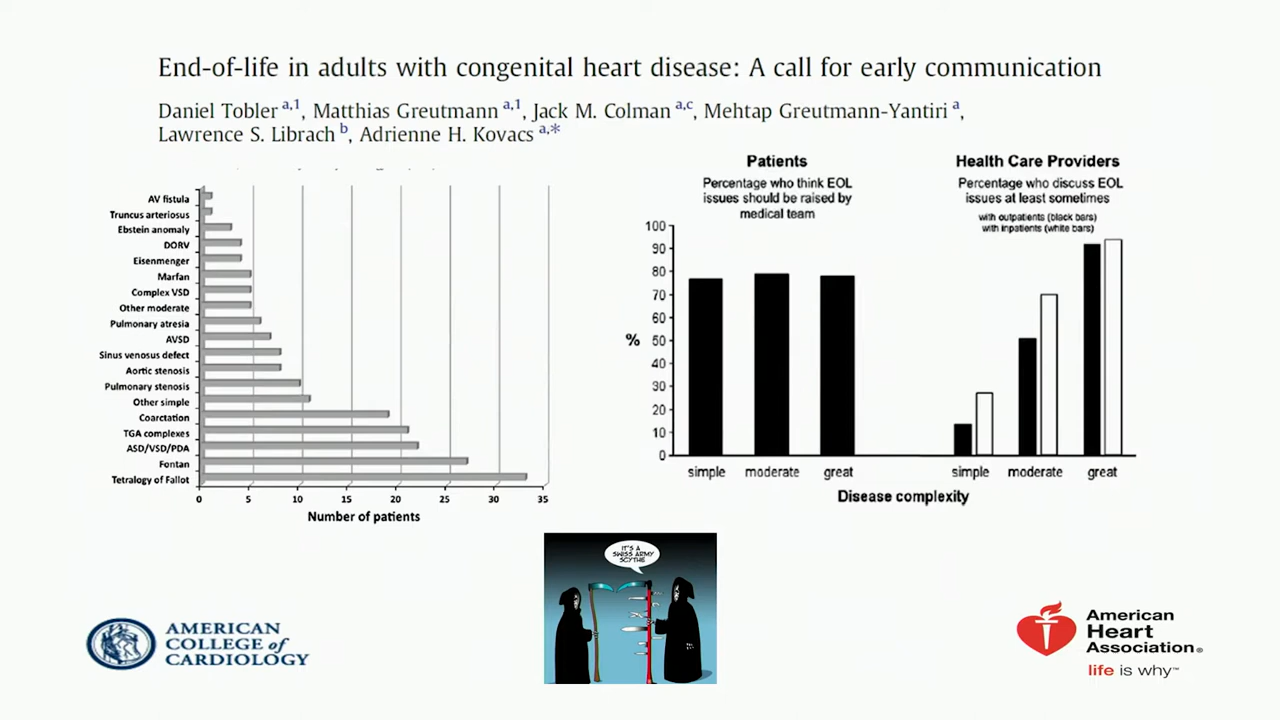 End-of-life in adults with congenital heart disease: A call for early communication
Daniel Tobler a,1, Matthias Greutmann a,1, Jack M. Colman a,c, Mehtap Greutmann-Yantiri a,
Lawrence S. Librach b, Adrienne H. Kovacs a,*
AV fistula
Truncus arteriosus
Ebstein anomaly
DORV
Eisenmenger
Marfan
Complex VSD
Other moderate
Pulmonary atresia
AVSD
Sinus venosus defect
Aortic stenosis
Pulmonary stenosis
Other simple
Coarctation
TGA complexes
ASD/VSD/PDA
Fontan
Tetralogy of Fallot
0 5 10 15 20 25 30 35
Number of patients
Patients
Percentage who think EOL
issues should be raised by
medical team
Health Care Providers
Percentage who discuss EOL
issues at least sometimes
with outpatients (black bars)
with inpatients (white bars)
100
90
80
70
60
50
40
30
20
10
0
%
simple moderate great simple moderate great
Disease complexity
IT'S A
SWISS ARMY
SCYTHE
AMERICAN
COLLEGE of
CARDIOLOGY
American
Heart
Association®
life is why™